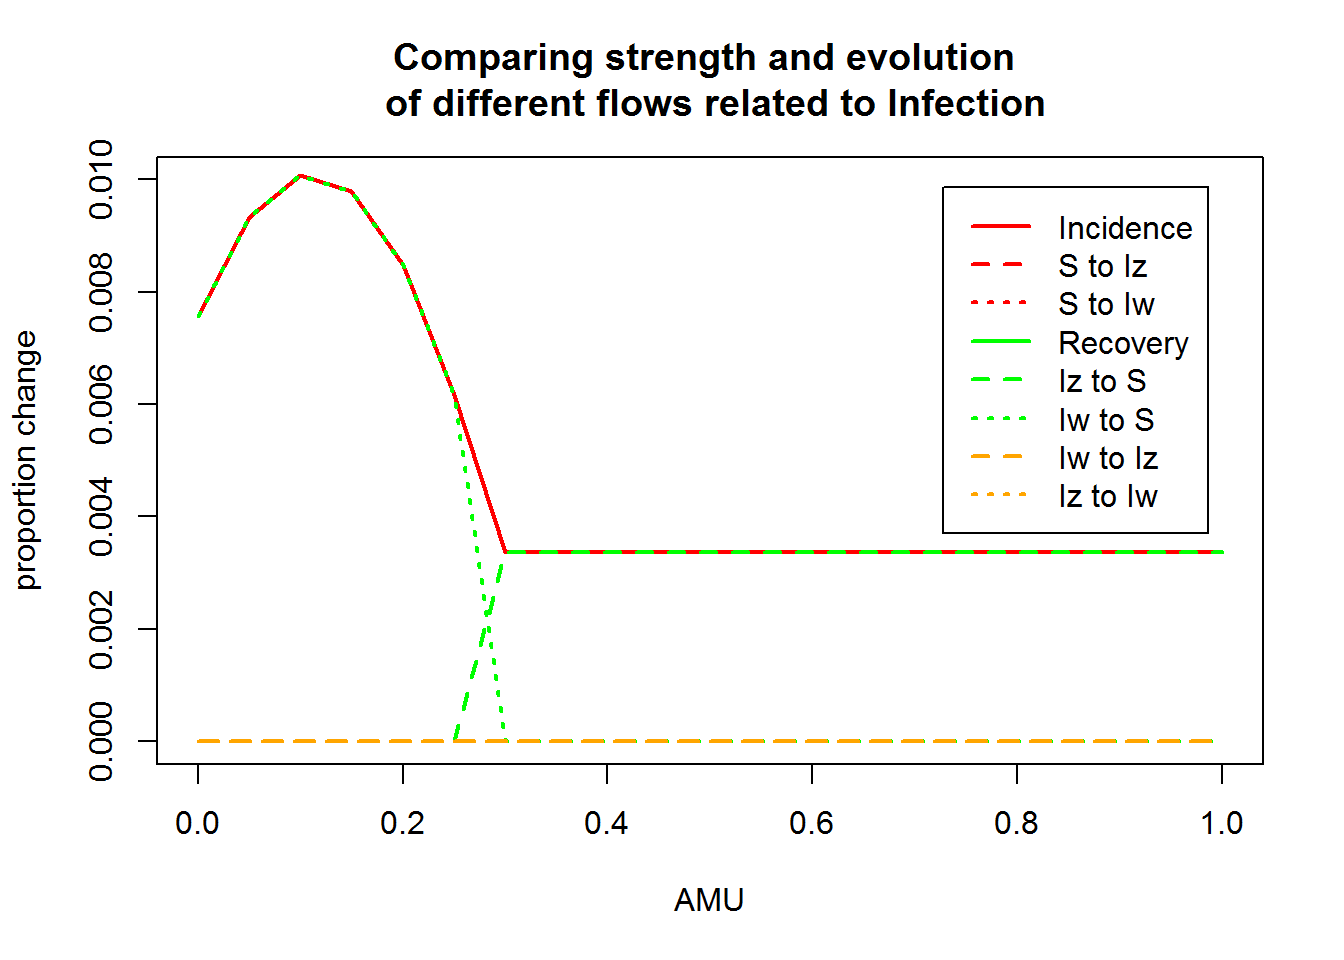 Comparing strength and evolution
of different flows related to Infection
proportion change
0.010
0.008
0.006
0.004
0.002
0.000
Incidence
S to Iz
S to Iw
Recovery
Iz to S
Iw to S
Iw to Iz
Iz to Iw
0.0 0.2 0.4 0.6 0.8 1.0
AMU